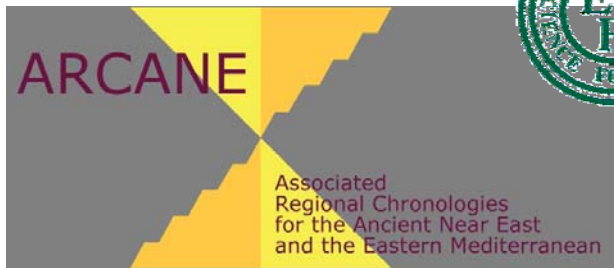 ARCANE
Associated
Regional Chronologies
for the Ancient Near East
and the Eastern Mediterranean